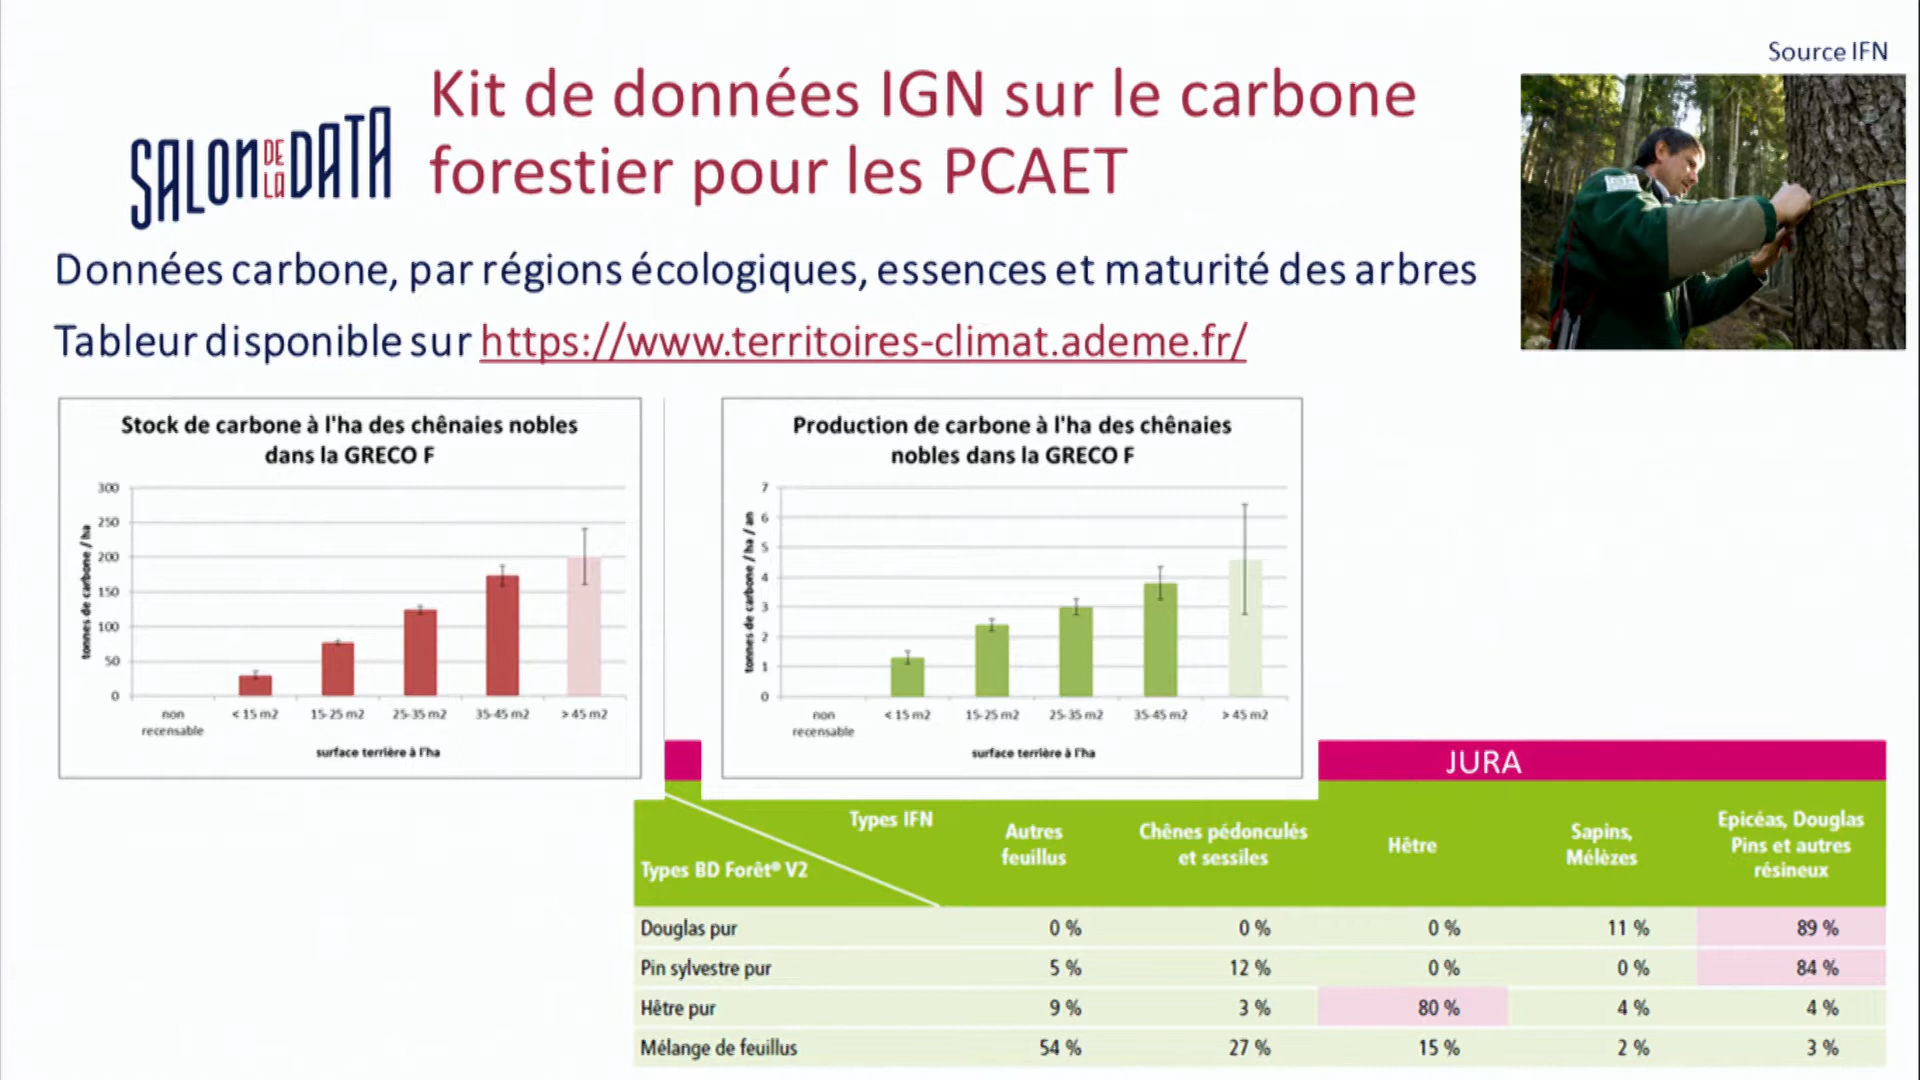 Source IFN
Kit de données IGN sur le carbone
forestier pour les PCAET
SALON DE LA DATA
Données carbone, par régions écologiques, essences et maturité des arbres
Tableur disponible sur https://www.territoires-climat.ademe.fr/
Stock de carbone à l'ha des chênaies nobles
dans la GRECO F
tonnes de carbone / ha
300
250
200
150
100
50
0
non recensable < 15 m2 15-25 m2 25-35 m2 35-45 m2 > 45 m2
surface terrière à l'ha
Production de carbone à l'ha des chênaies
nobles dans la GRECO F
tonnes de carbone / ha / an
7
6
5
4
3
2
1
0
non recensable < 15 m2 15-25 m2 25-35 m2 35-45 m2 > 45 m2
surface terrière à l'ha
JURA
Types IFN
Types BD Forêt® V2
Autres
feuillus
Chênes pédonculés
et sessiles
Hêtre
Sapins,
Mélèzes
Epicéas, Douglas
Pins et autres
résineux
Douglas pur 0 % 0 % 0 % 11 % 89 %
Pin sylvestre pur 5 % 12 % 0 % 0 % 84 %
Hêtre pur 9 % 3 % 80 % 4 % 4 %
Mélange de feuillus 54 % 27 % 15 % 2 % 3 %